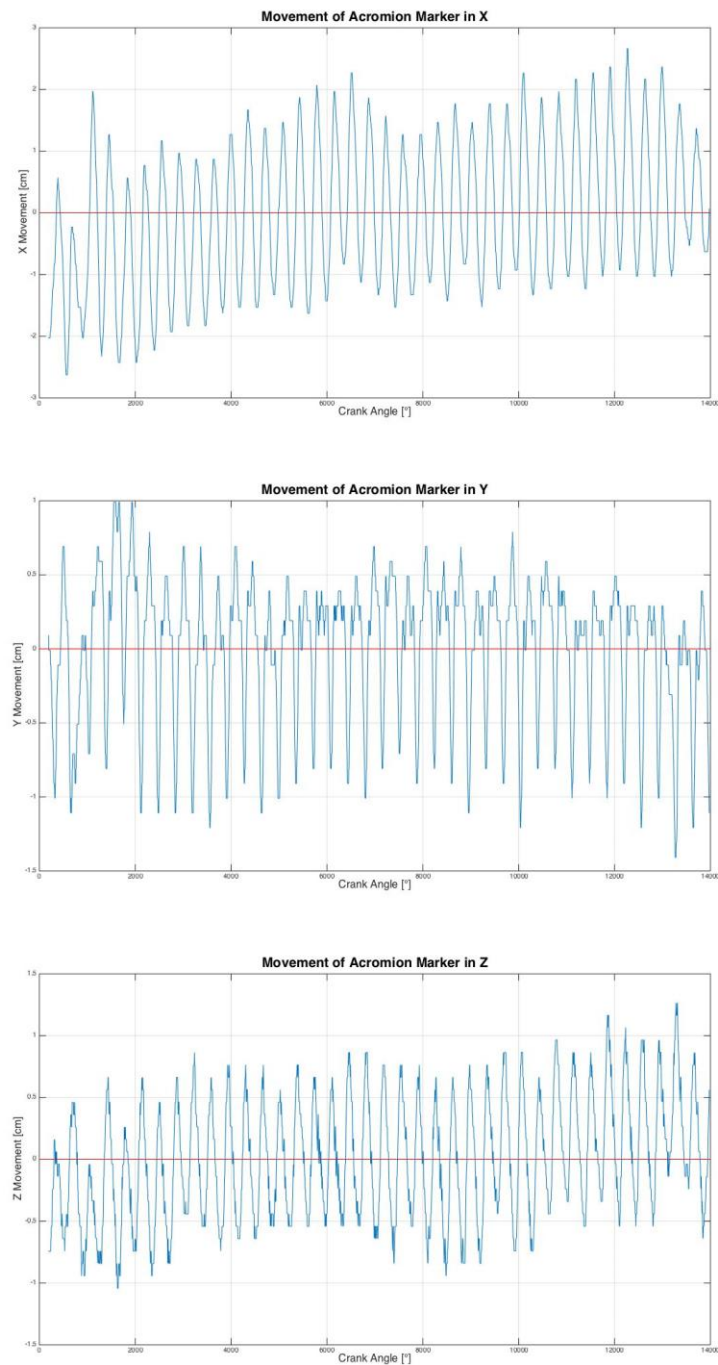 Movement of Acromion Marker in X
X Movement [cm]
3
2
1
0
-1
-2
-3
0 2000 4000 6000 8000 10000 12000 14000
Crank Angle [°]
Movement of Acromion Marker in Y
Y Movement [cm]
1
0.5
0
-0.5
-1
-1.5
0 2000 4000 6000 8000 10000 12000 14000
Crank Angle [°]
Movement of Acromion Marker in Z
Z Movement [cm]
1.5
1
0.5
0
-0.5
-1
-1.5
0 2000 4000 6000 8000 10000 12000 14000
Crank Angle [°]